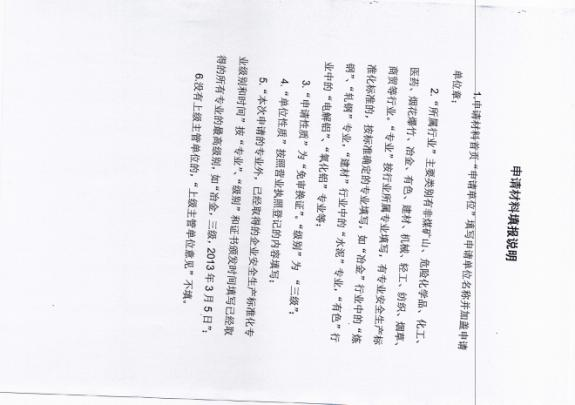 申请材料填报说明
1.申请材料首页“申请单位”填写申请单位名称并加盖申请
单位章；
2.“所属行业”主要类别有非煤矿山、危险化学品、化工、
医药、烟花爆竹、冶金、有色、建材、机械、轻工、纺织、烟草、
商贸等行业。“专业”按行业所属专业填写，有专业安全生产标
准化标准的，按标准确定的专业填写，如“冶金”行业中的“炼
钢”、“轧钢”专业，“建材”行业中的“水泥”专业，“有色”行
业中的“电解铝”、“氧化铝”专业等；
3.“申请性质”为“免审换证”。“级别”为 “三级”；
4.“单位性质”按照营业执照登记的内容填写；
5.“本次申请的专业外，已经取得的企业安全生产标准化专
业级别和时间”按“专业”、“级别”和证书颁发时间填写已经取
得的所有专业的最高级别，如“冶金，三级，2013年3月5日”；
6.没有上级主管单位的，“上级主管单位意见”不填。